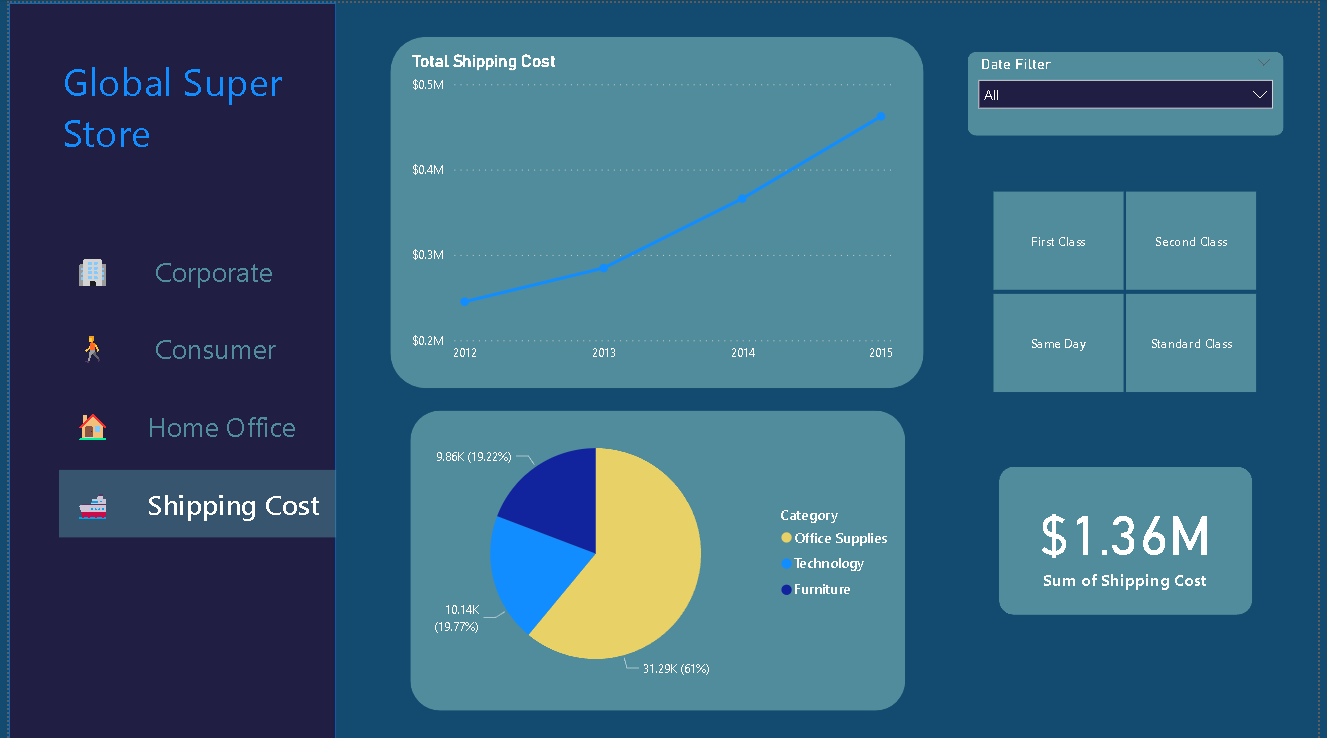 Global Super
Store
Corporate
Consumer
Home Office
Shipping Cost
Total Shipping Cost
$0.5M
$0.4M
$0.3M
$0.2M
2012 2013 2014 2015
9.86K (19.22%)
10.14K
(19.77%)
31.29K (61%)
Category
Office Supplies
Technology
Furniture
Date Filter
All
First Class Second Class
Same Day Standard Class
$1.36M
Sum of Shipping Cost